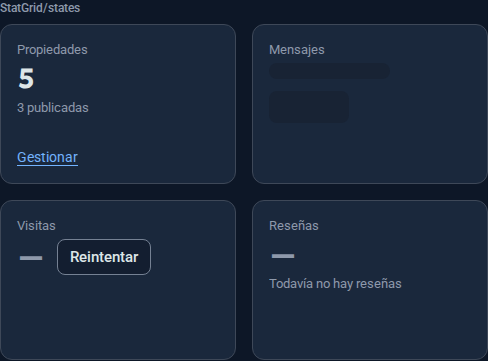 StatGrid/states
Propiedades
5
3 publicadas
Gestionar
Mensajes
Visitas
—
Reintentar
Reseñas
—
Todavía no hay reseñas